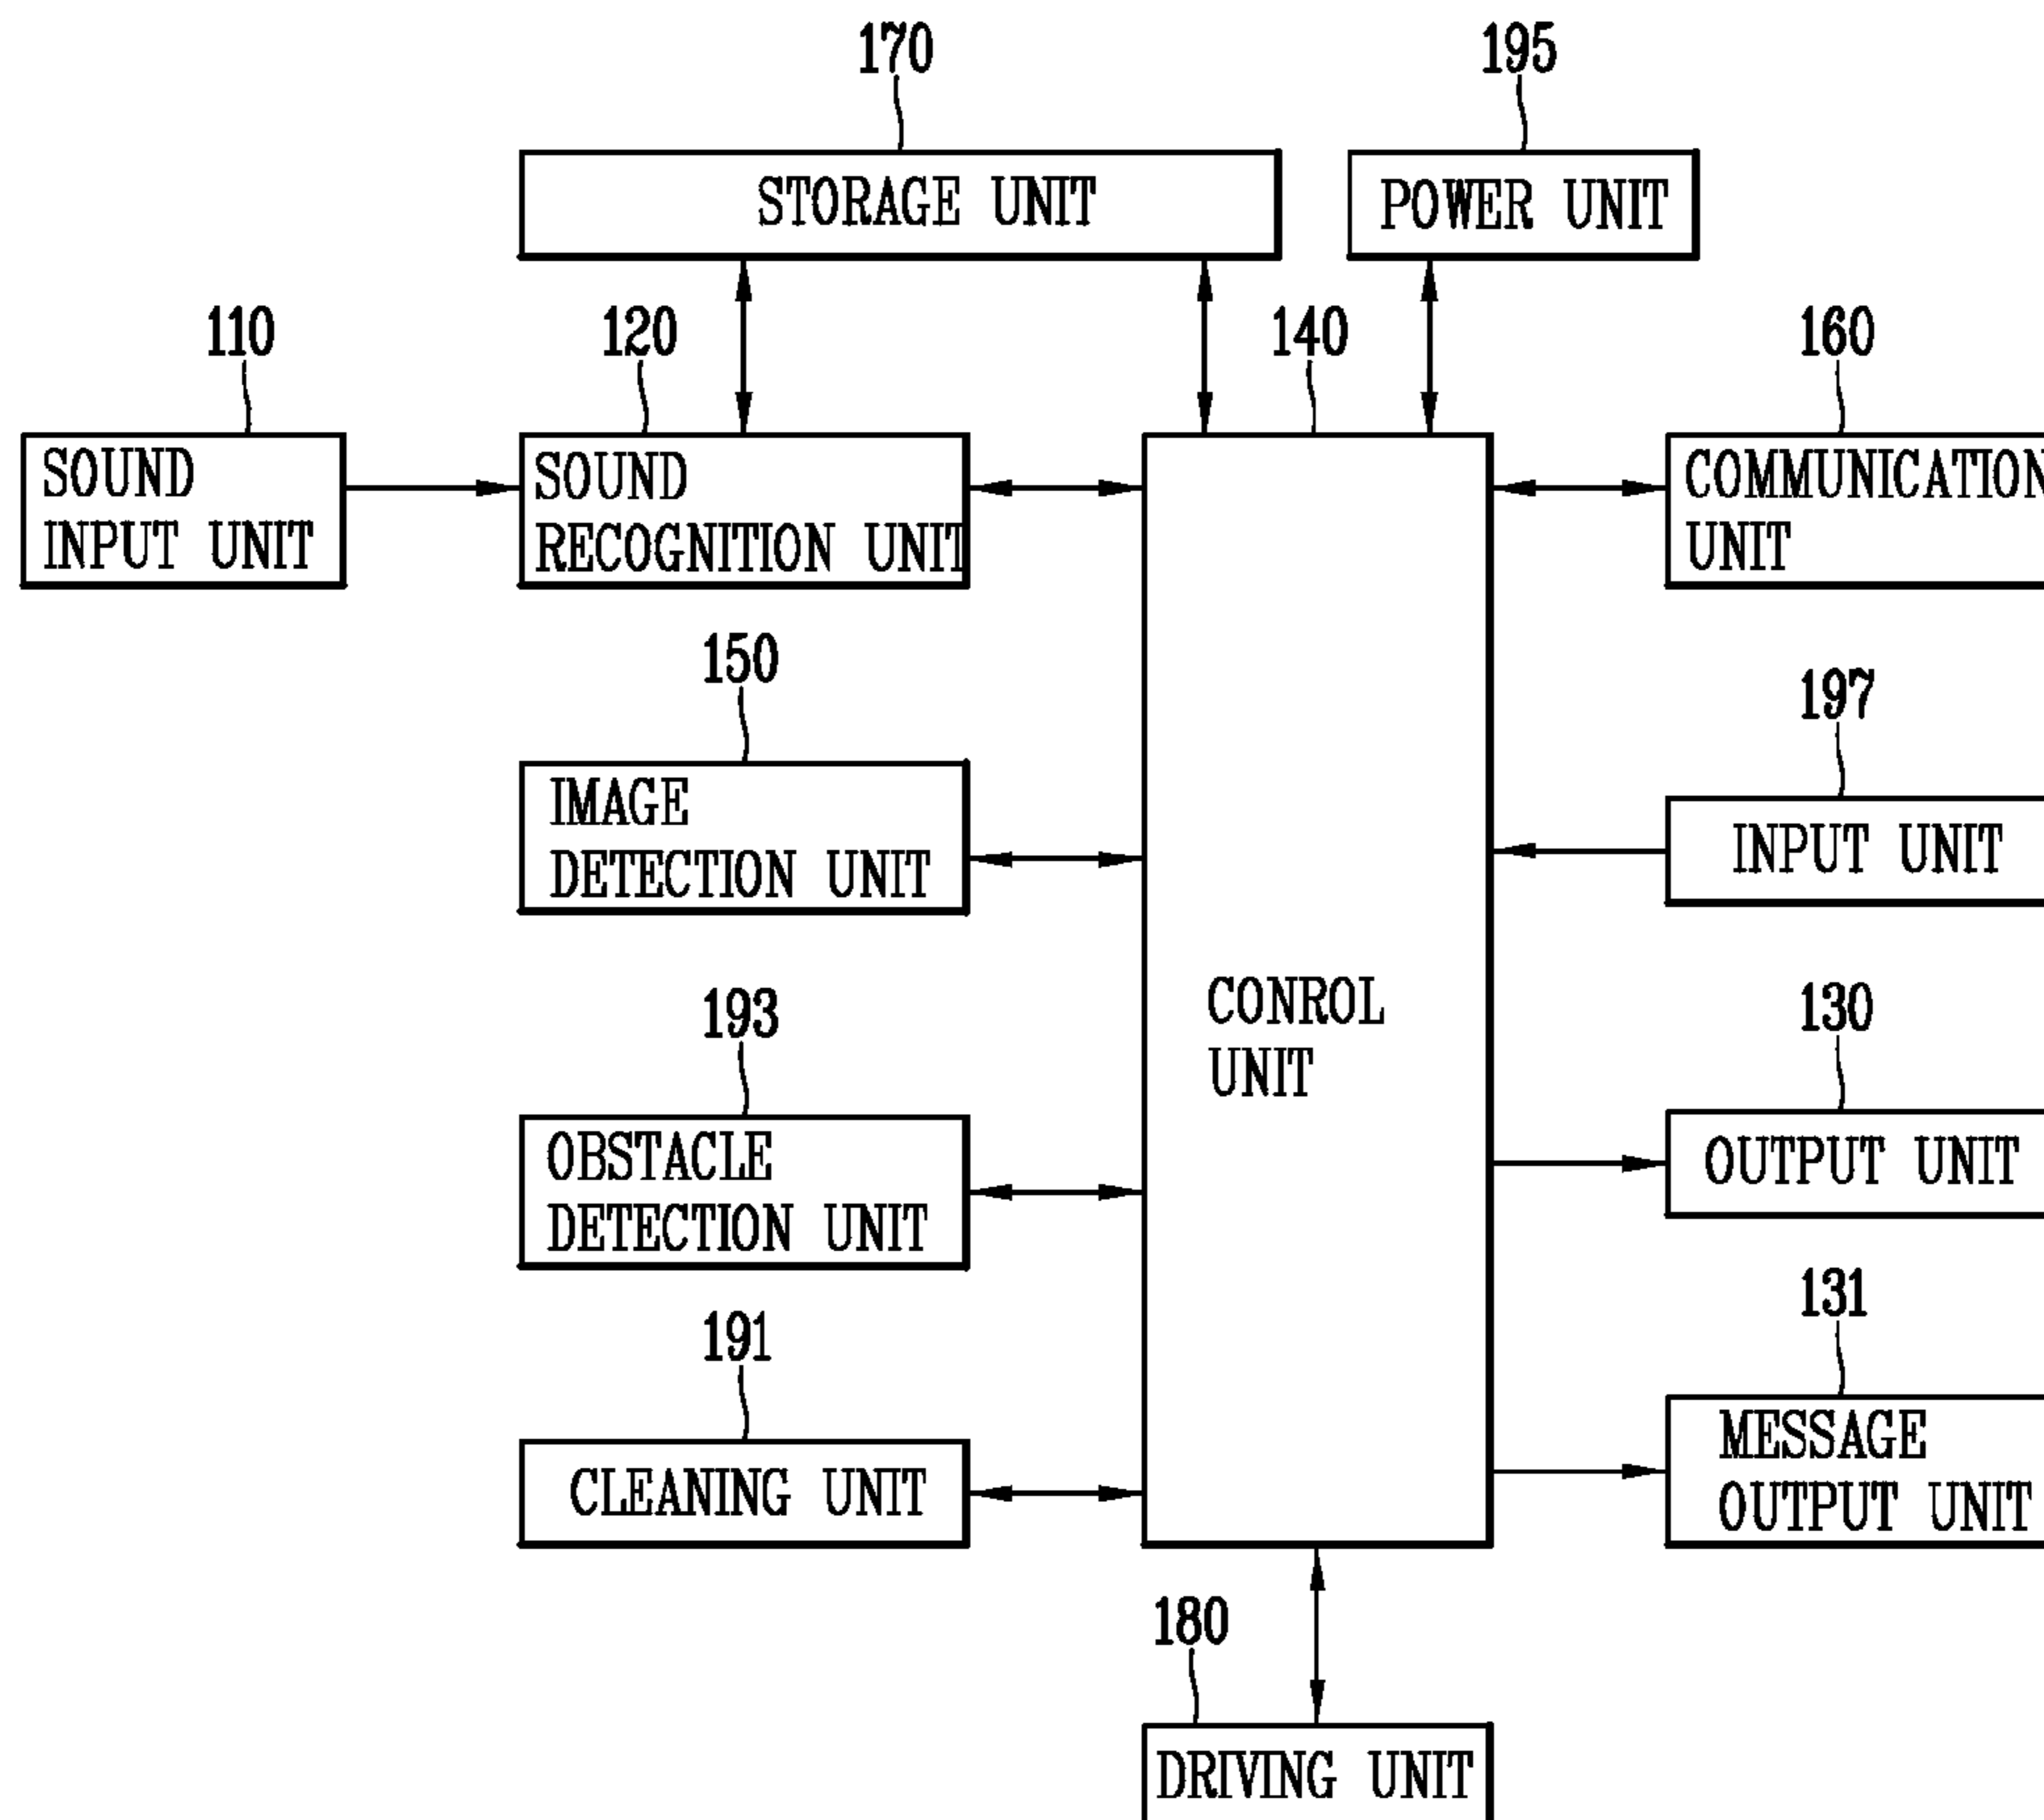 170
195
STORAGE UNIT
POWER UNIT
110
120
140
160
SOUND
INPUT UNIT
SOUND
RECOGNITION UNIT
COMMUNICATION
UNIT
150
197
IMAGE
DETECTION UNIT
INPUT UNIT
193
130
CONROL
UNIT
OBSTACLE
DETECTION UNIT
OUTPUT UNIT
191
131
CLEANING UNIT
MESSAGE
OUTPUT UNIT
180
DRIVING UNIT